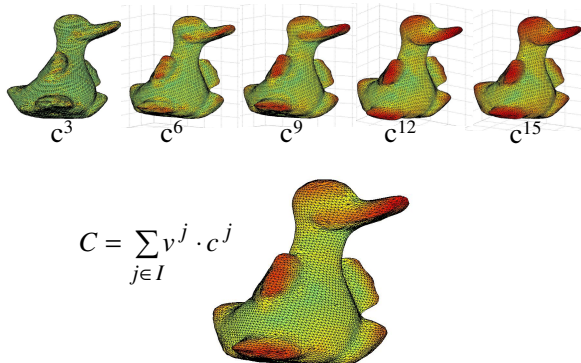 c³ c⁶ c⁹ c¹² c¹⁵
C = ∑ v^j · c^j
j∈I